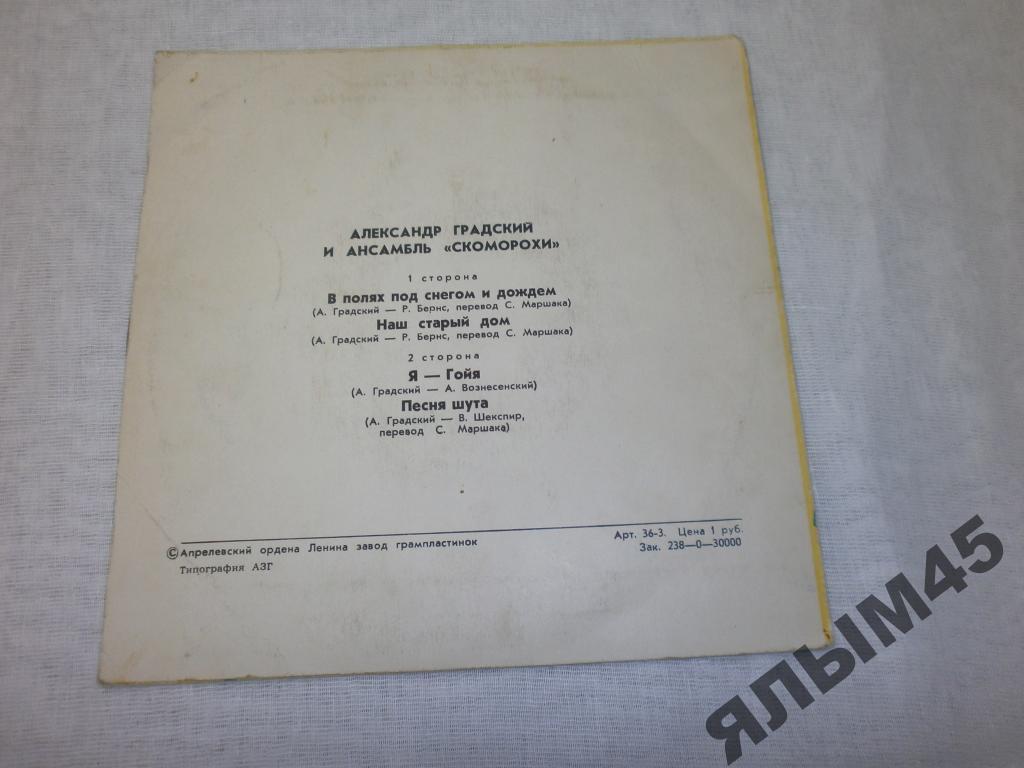 АЛЕКСАНДР ГРАДСКИЙ
И АНСАМБЛЬ «СКОМОРОХИ»
1 сторона
В полях под снегом и дождем
(А. Градский — Р. Бернс, перевод С. Маршака)
Наш старый дом
(А. Градский — Р. Бернс, перевод С. Маршака)
2 сторона
Я — Гойя
(А. Градский — А. Вознесенский)
Песня шута
(А. Градский — В. Шекспир,
перевод С. Маршака)
© Апрелевский ордена Ленина завод грампластинок
Типография АЗГ
Арт. 36-3. Цена 1 руб.
Зак. 238—0—30000
ЯЛЫМ45